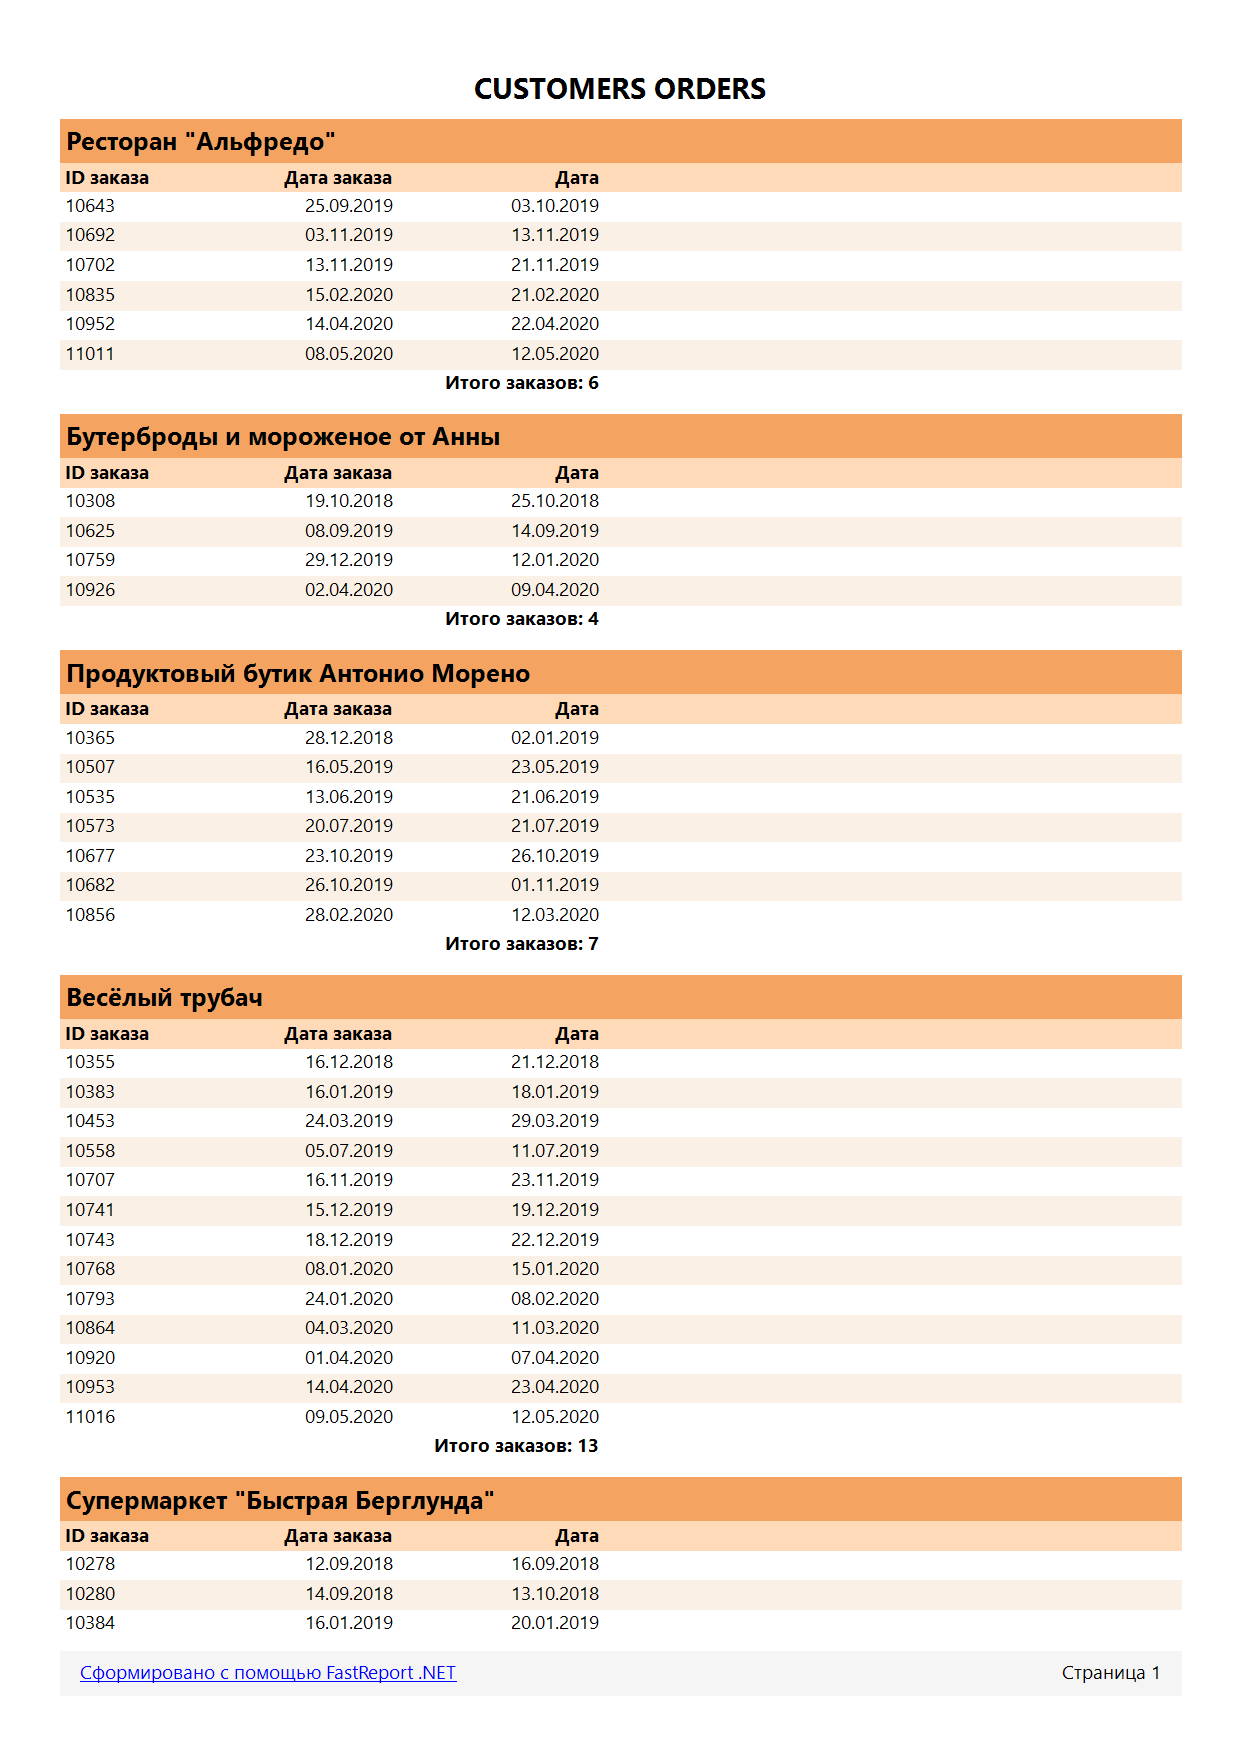 CUSTOMERS ORDERS
Ресторан "Альфредо"
ID заказа Дата заказа Дата
10643 25.09.2019 03.10.2019
10692 03.11.2019 13.11.2019
10702 13.11.2019 21.11.2019
10835 15.02.2020 21.02.2020
10952 14.04.2020 22.04.2020
11011 08.05.2020 12.05.2020
Итого заказов: 6
Бутерброды и мороженое от Анны
ID заказа Дата заказа Дата
10308 19.10.2018 25.10.2018
10625 08.09.2019 14.09.2019
10759 29.12.2019 12.01.2020
10926 02.04.2020 09.04.2020
Итого заказов: 4
Продуктовый бутик Антонио Морено
ID заказа Дата заказа Дата
10365 28.12.2018 02.01.2019
10507 16.05.2019 23.05.2019
10535 13.06.2019 21.06.2019
10573 20.07.2019 21.07.2019
10677 23.10.2019 26.10.2019
10682 26.10.2019 01.11.2019
10856 28.02.2020 12.03.2020
Итого заказов: 7
Весёлый трубач
ID заказа Дата заказа Дата
10355 16.12.2018 21.12.2018
10383 16.01.2019 18.01.2019
10453 24.03.2019 29.03.2019
10558 05.07.2019 11.07.2019
10707 16.11.2019 23.11.2019
10741 15.12.2019 19.12.2019
10743 18.12.2019 22.12.2019
10768 08.01.2020 15.01.2020
10793 24.01.2020 08.02.2020
10864 04.03.2020 11.03.2020
10920 01.04.2020 07.04.2020
10953 14.04.2020 23.04.2020
11016 09.05.2020 12.05.2020
Итого заказов: 13
Супермаркет "Быстрая Берглунда"
ID заказа Дата заказа Дата
10278 12.09.2018 16.09.2018
10280 14.09.2018 13.10.2018
10384 16.01.2019 20.01.2019
Сформировано с помощью FastReport .NET Страница 1